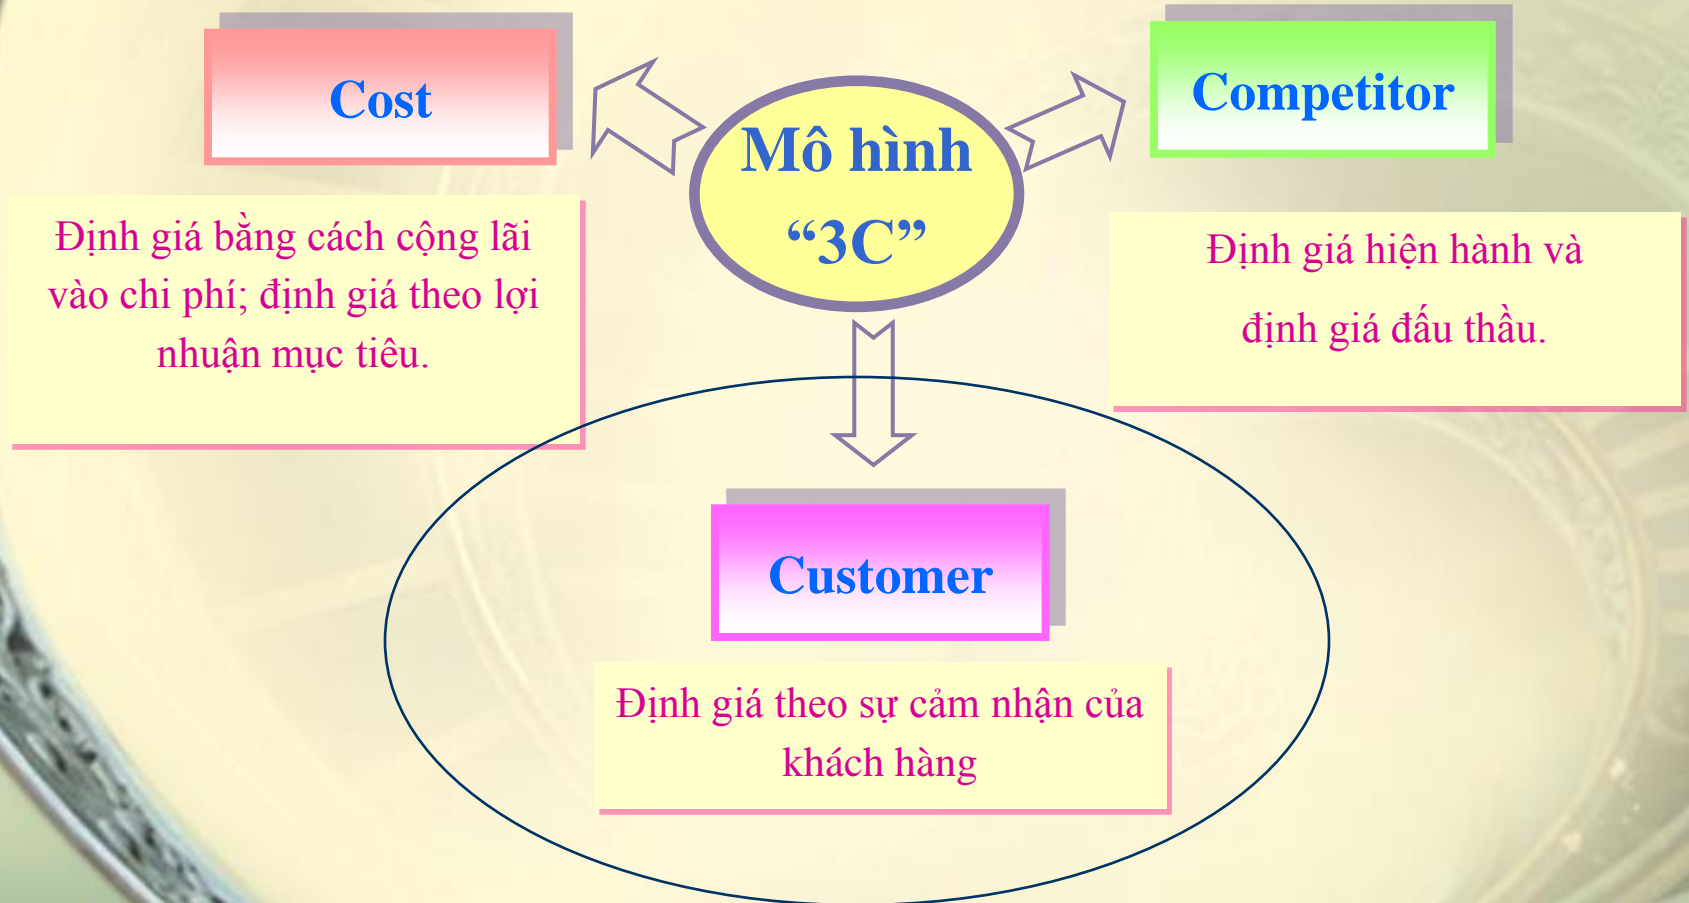 Cost
Định giá bằng cách cộng lãi
vào chi phí; định giá theo lợi
nhuận mục tiêu.
Mô hình
“3C”
Competitor
Định giá hiện hành và
định giá đấu thầu.
Customer
Định giá theo sự cảm nhận của
khách hàng